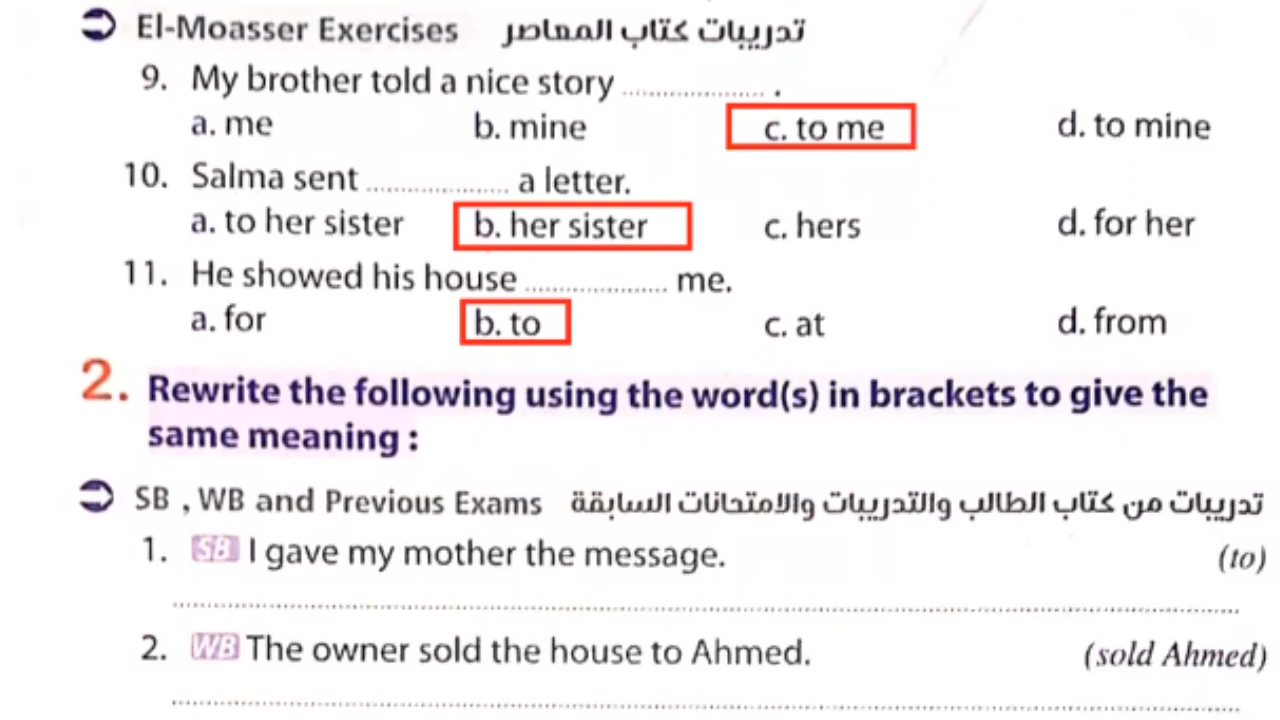 ➲ El-Moasser Exercises تدريبات كتاب المعاصر
9. My brother told a nice story .................... .
a. me b. mine c. to me d. to mine
10. Salma sent .................... a letter.
a. to her sister b. her sister c. hers d. for her
11. He showed his house .................... me.
a. for b. to c. at d. from
2. Rewrite the following using the word(s) in brackets to give the
same meaning :
➲ SB , WB and Previous Exams تدريبات من كتاب الطالب والتدريبات والامتحانات السابقة
1. SB I gave my mother the message. (to)
2. WB The owner sold the house to Ahmed. (sold Ahmed)